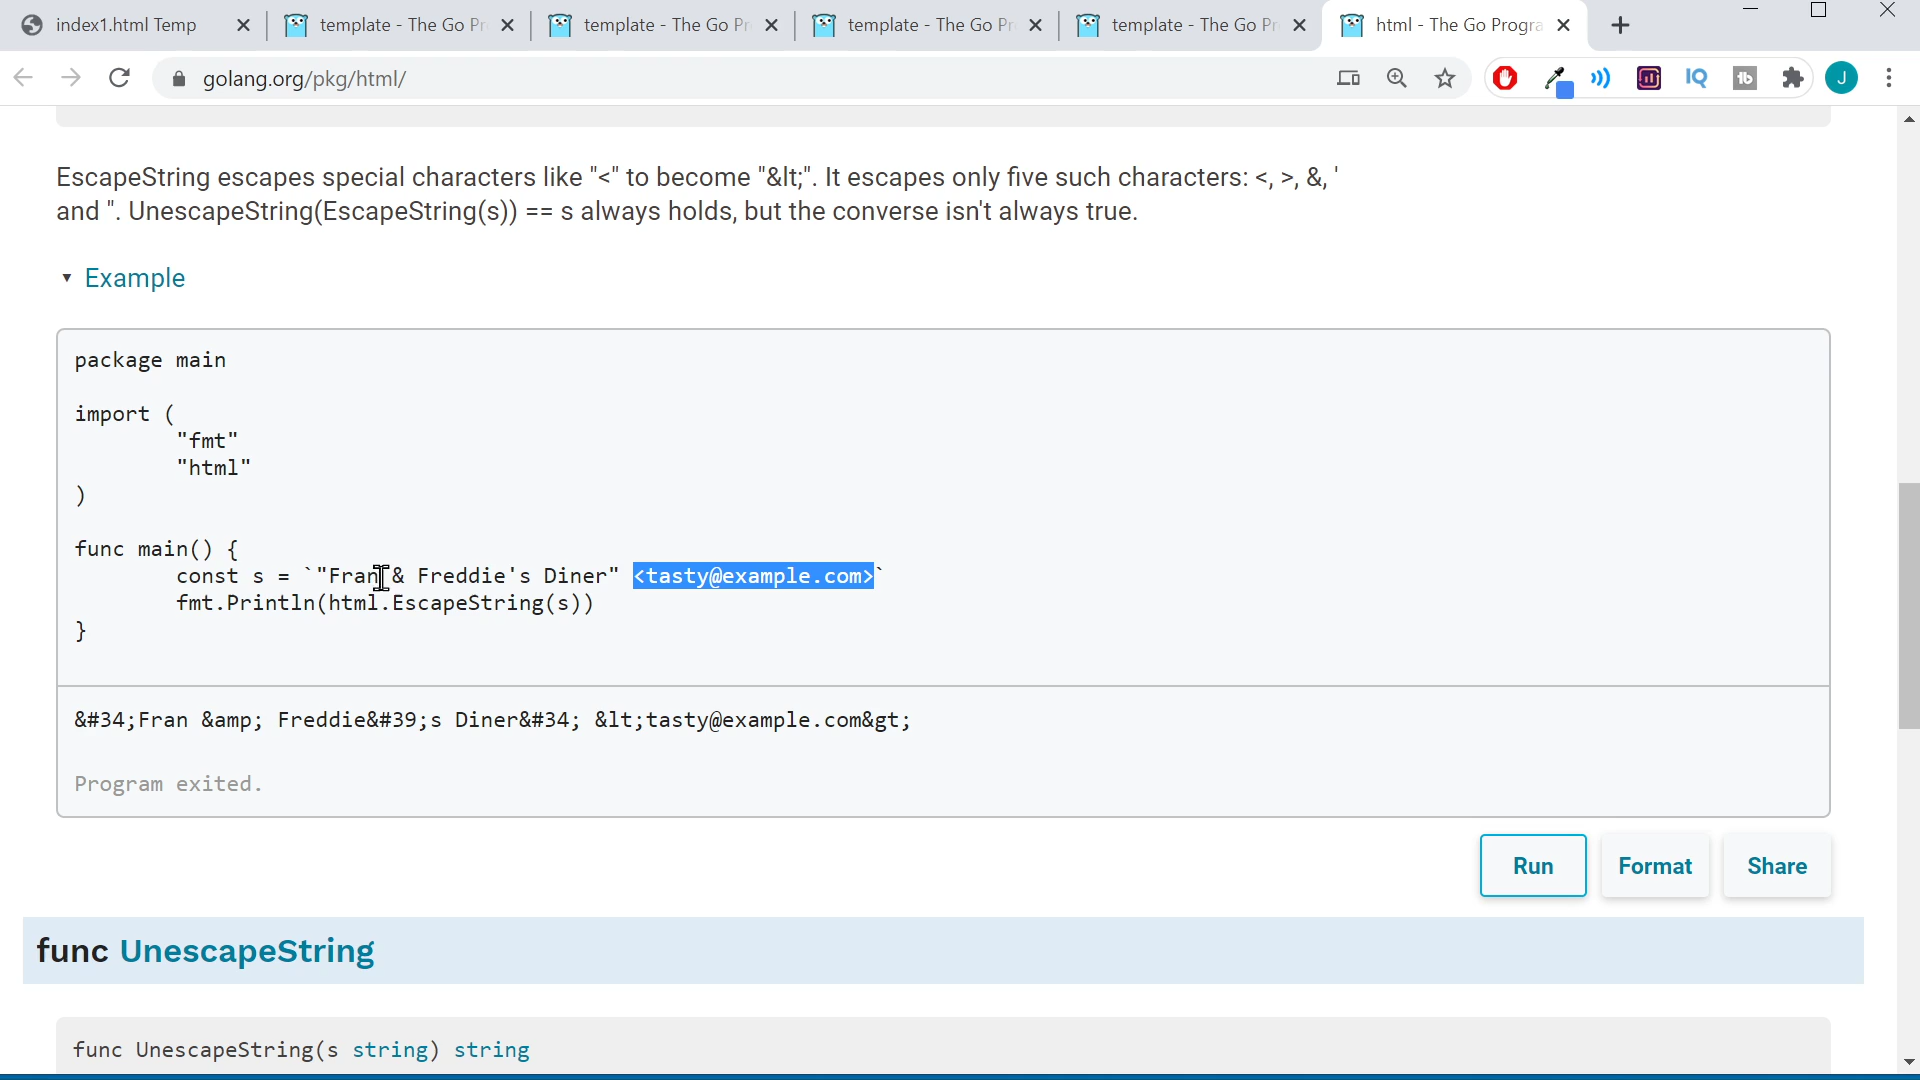 index1.html Temp
template - The Go Pr
template - The Go Pr
template - The Go Pr
template - The Go Pr
html - The Go Progra
golang.org/pkg/html/
IQ
tb
J
EscapeString escapes special characters like "<" to become "&lt;". It escapes only five such characters: <, >, &, '
and ". UnescapeString(EscapeString(s)) == s always holds, but the converse isn't always true.
Example
package main
import (
"fmt"
"html"
)
func main() {
const s = `"Fran & Freddie's Diner" <tasty@example.com>`
fmt.Println(html.EscapeString(s))
}
&#34;Fran &amp; Freddie&#39;s Diner&#34; &lt;tasty@example.com&gt;
Program exited.
Run
Format
Share
func UnescapeString
func UnescapeString(s string) string